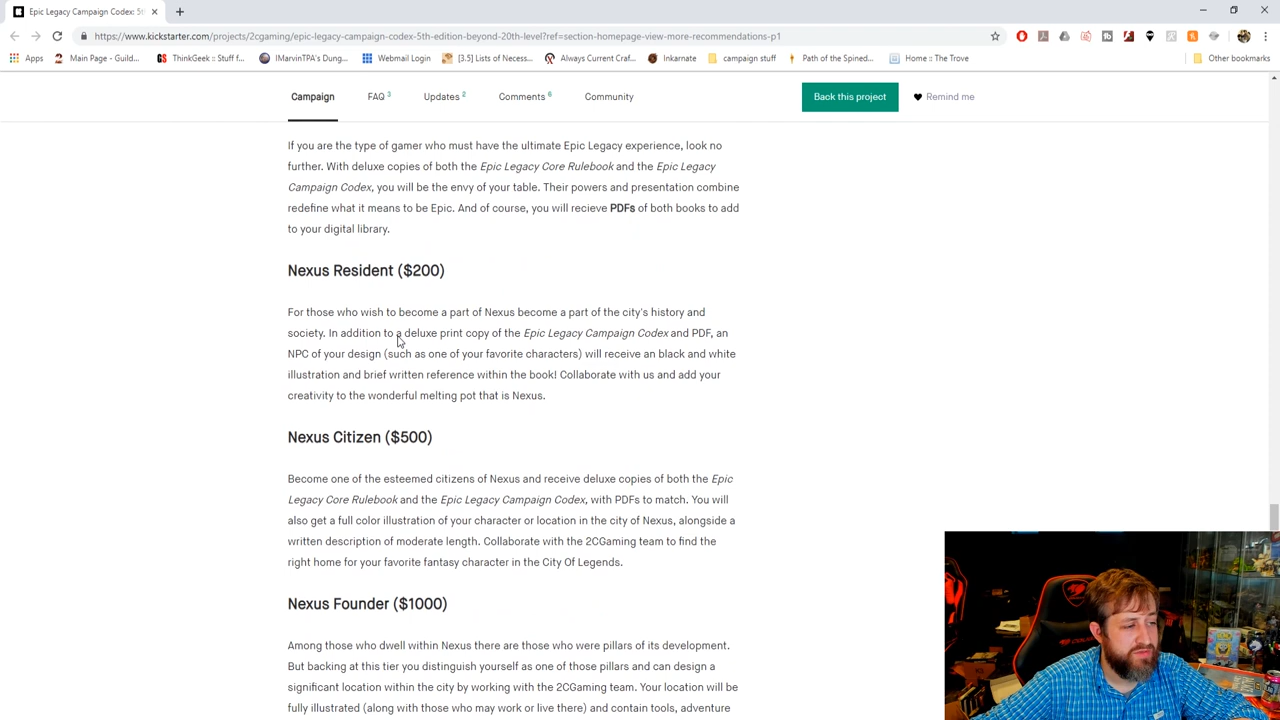 Epic Legacy Campaign Codex: 5th
https://www.kickstarter.com/projects/2cgaming/epic-legacy-campaign-codex-5th-edition-beyond-20th-level?ref=section-homepage-view-more-recommendations-p1
Apps Main Page - Guild... ThinkGeek :: Stuff f... IMarvinTPA's Dung... Webmail Login [3.5] Lists of Necess... Always Current Craf... Inkarnate campaign stuff Path of the Spined... Home :: The Trove Other bookmarks
Campaign FAQ 3 Updates 2 Comments 6 Community Back this project Remind me
If you are the type of gamer who must have the ultimate Epic Legacy experience, look no
further. With deluxe copies of both the Epic Legacy Core Rulebook and the Epic Legacy
Campaign Codex, you will be the envy of your table. Their powers and presentation combine
redefine what it means to be Epic. And of course, you will recieve PDFs of both books to add
to your digital library.
Nexus Resident ($200)
For those who wish to become a part of Nexus become a part of the city's history and
society. In addition to a deluxe print copy of the Epic Legacy Campaign Codex and PDF, an
NPC of your design (such as one of your favorite characters) will receive an black and white
illustration and brief written reference within the book! Collaborate with us and add your
creativity to the wonderful melting pot that is Nexus.
Nexus Citizen ($500)
Become one of the esteemed citizens of Nexus and receive deluxe copies of both the Epic
Legacy Core Rulebook and the Epic Legacy Campaign Codex, with PDFs to match. You will
also get a full color illustration of your character or location in the city of Nexus, alongside a
written description of moderate length. Collaborate with the 2CGaming team to find the
right home for your favorite fantasy character in the City Of Legends.
Nexus Founder ($1000)
Among those who dwell within Nexus there are those who were pillars of its development.
But backing at this tier you distinguish yourself as one of those pillars and can design a
significant location within the city by working with the 2CGaming team. Your location will be
fully illustrated (along with those who may work or live there) and contain tools, adventure